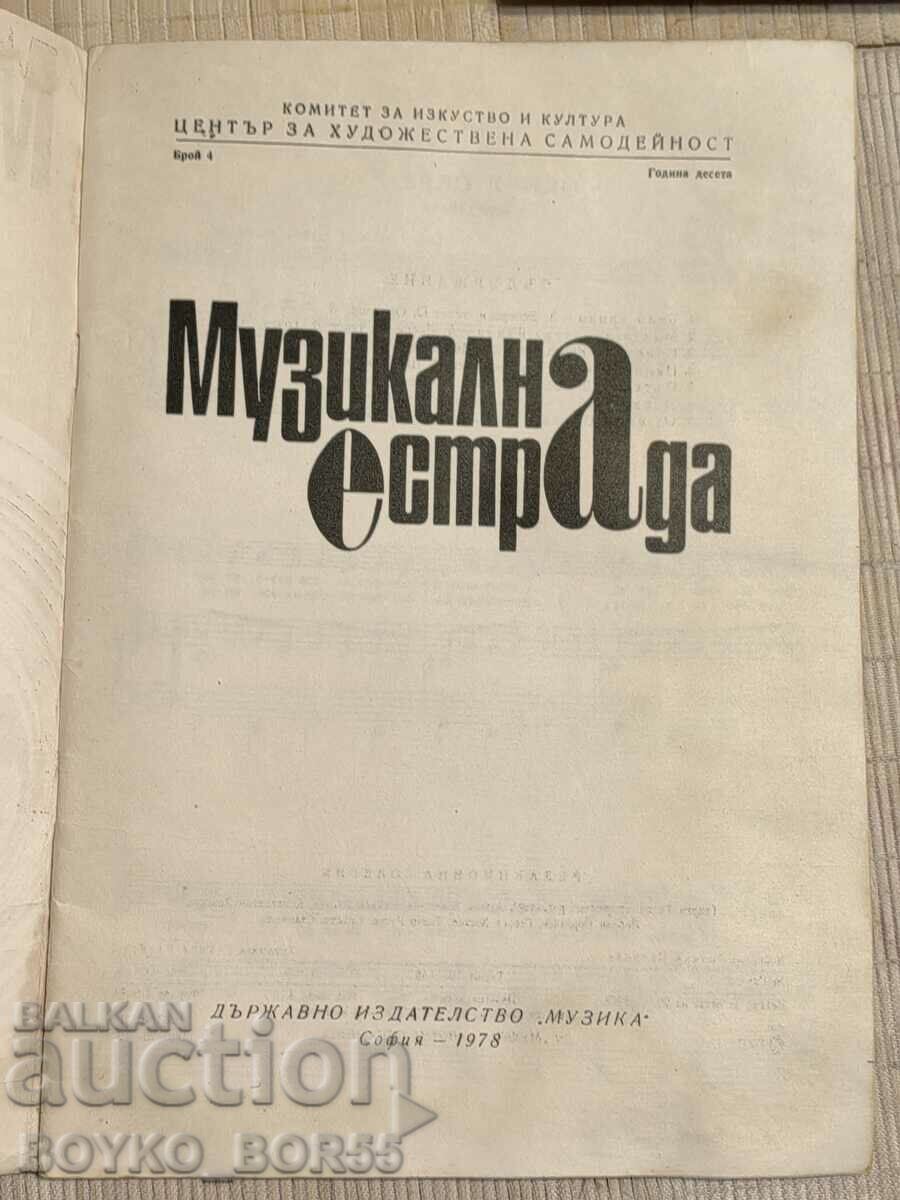 КОМИТЕТ ЗА ИЗКУСТВО И КУЛТУРА
ЦЕНТЪР ЗА ХУДОЖЕСТВЕНА САМОДЕЙНОСТ
Брой 4
Година десета
Музикална
естрада
ДЪРЖАВНО ИЗДАТЕЛСТВО „МУЗИКА“
София — 1978
BALKAN
auction
BOYKO_BOR55